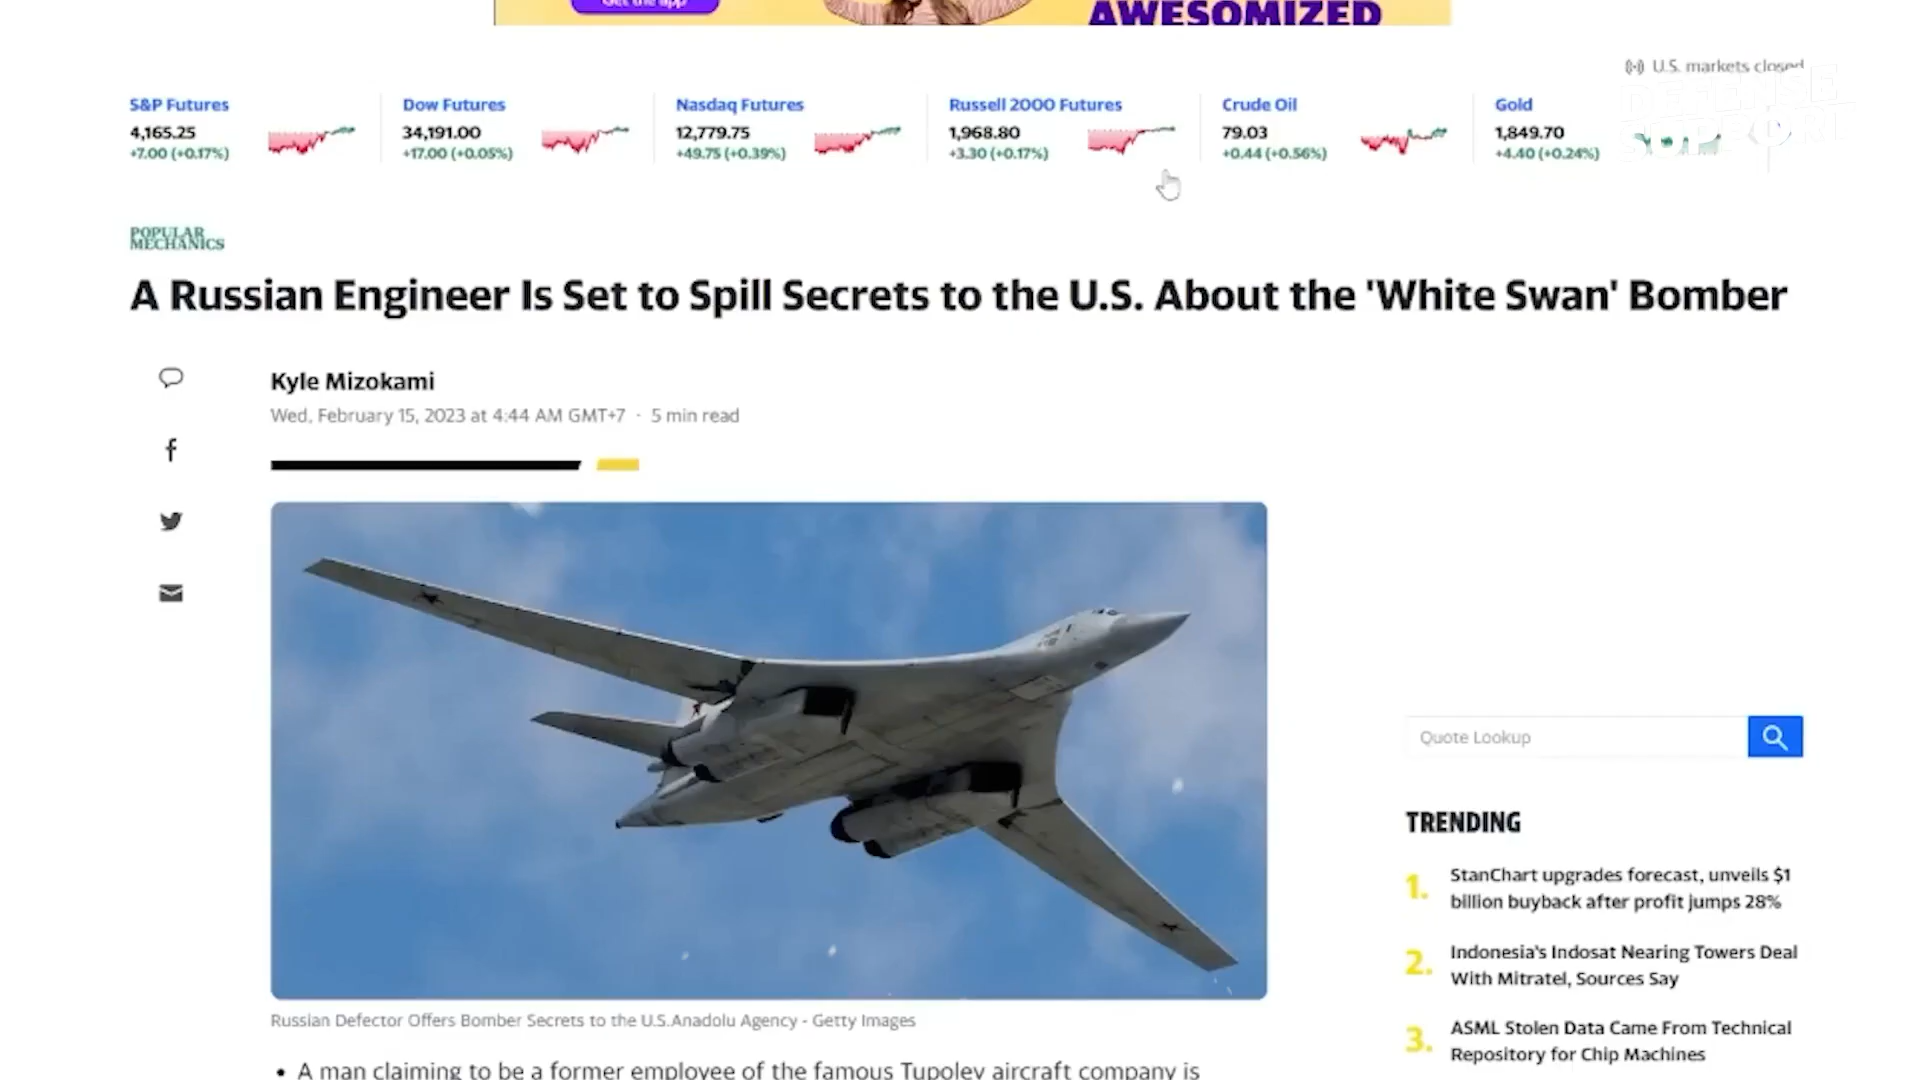 Get the app
AWESOMIZED
U.S. markets closed
DEFENSE
SUPPORT
S&P Futures
4,165.25
+7.00 (+0.17%)
Dow Futures
34,191.00
+17.00 (+0.05%)
Nasdaq Futures
12,779.75
+49.75 (+0.39%)
Russell 2000 Futures
1,968.80
+3.30 (+0.17%)
Crude Oil
79.03
+0.44 (+0.56%)
Gold
1,849.70
+4.40 (+0.24%)
POPULAR
MECHANICS
A Russian Engineer Is Set to Spill Secrets to the U.S. About the 'White Swan' Bomber
Kyle Mizokami
Wed, February 15, 2023 at 4:44 AM GMT+7 · 5 min read
Russian Defector Offers Bomber Secrets to the U.S.Anadolu Agency - Getty Images
• A man claiming to be a former employee of the famous Tupolev aircraft company is
Quote Lookup
TRENDING
1. StanChart upgrades forecast, unveils $1
billion buyback after profit jumps 28%
2. Indonesia's Indosat Nearing Towers Deal
With Mitratel, Sources Say
3. ASML Stolen Data Came From Technical
Repository for Chip Machines